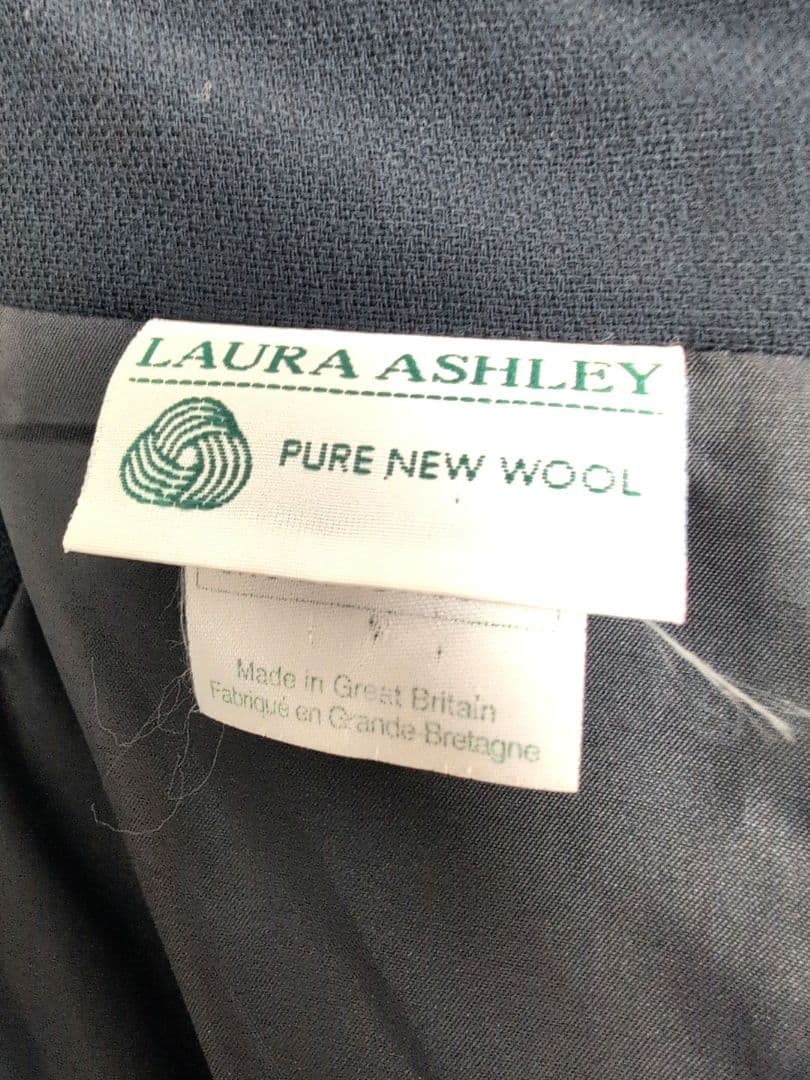 LAURA ASHLEY
PURE NEW WOOL
Made in Great Britain
Fabriqué en Grande-Bretagne